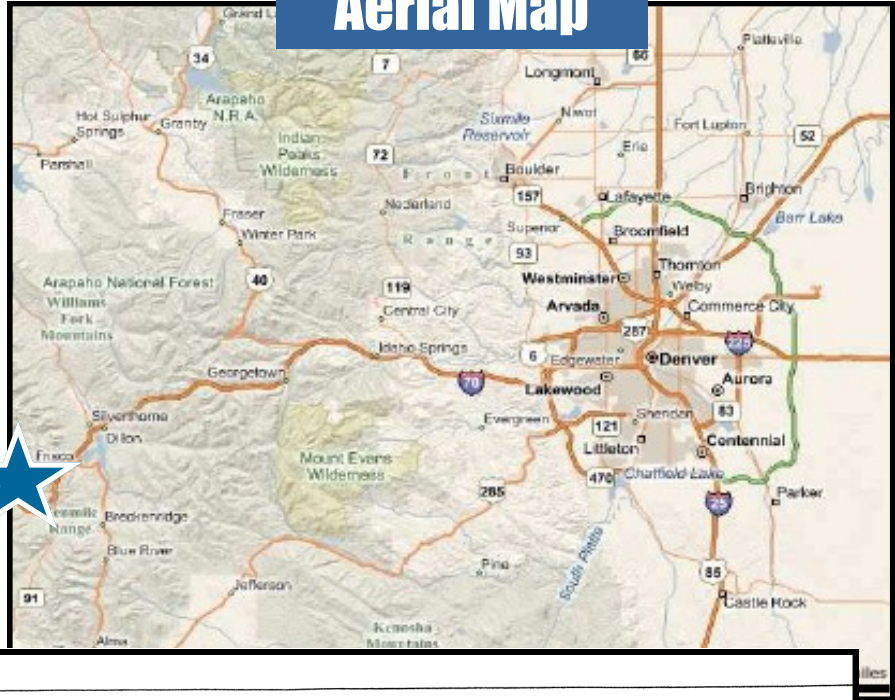 Aerial Map
Grand L
Platteville
34
7
66
Longmont
Arapaho
N.R.A.
Hot Sulphur
Springs
Granby
Niwot
Sixmile
Reservoir
Fort Lupton
52
Indian
Peaks
Wilderness
72
Erie
Parshall
Front
Boulder
157
Lafayette
Brighton
Nederland
Fraser
Barr Lake
Superior
Broomfield
Winter Park
Range
93
Thornton
Arapaho National Forest
40
119
Westminster
Welby
Williams
Fork
Mountains
Central City
Arvada
Commerce City
287
225
Idaho Springs
6
Edgewater
Denver
Georgetown
70
Lakewood
Aurora
83
Silverthorne
Evergreen
121
Sheridan
Dillon
Littleton
Centennial
Frisco
Mount Evans
Wilderness
470
Chatfield Lake
285
25
Parker
enmile
Range
Breckenridge
Blue River
South Platte
Pine
85
Jefferson
91
Castle Rock
Kenosha
Mountains
Alma
iles